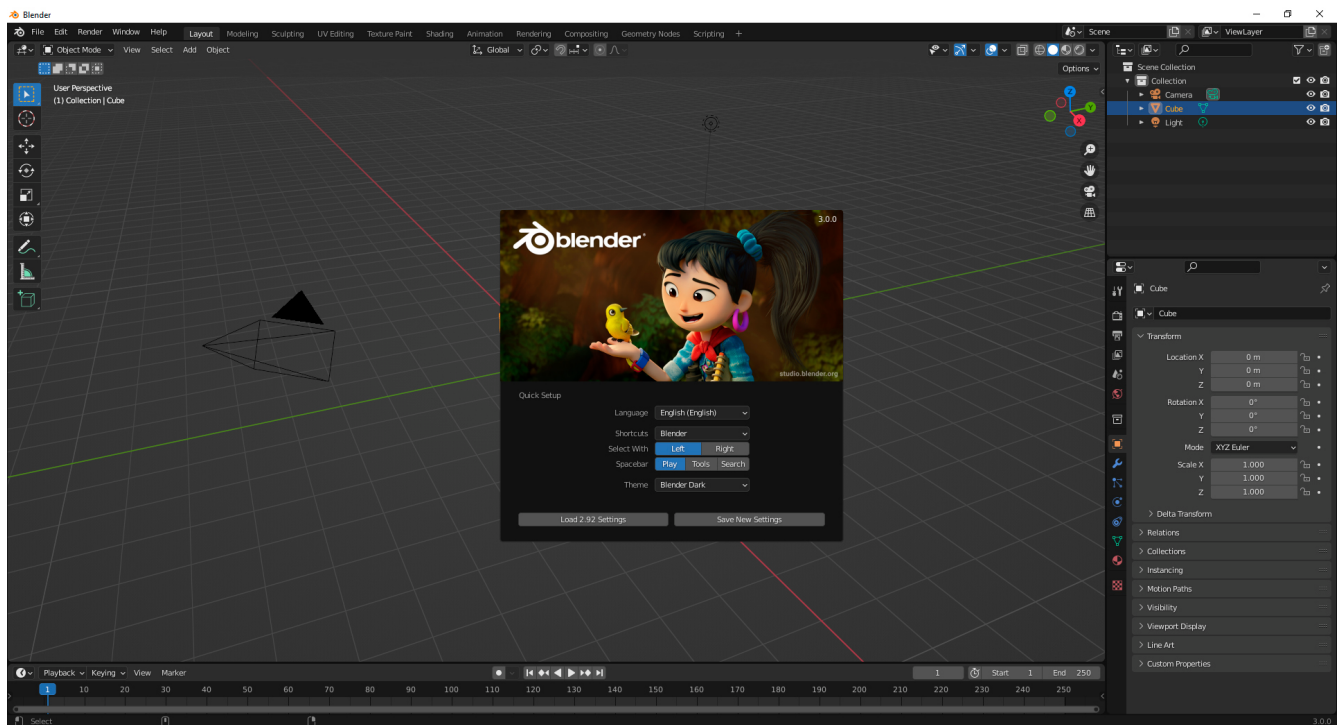 Blender
File Edit Render Window Help Layout Modeling Sculpting UV Editing Texture Paint Shading Animation Rendering Compositing Geometry Nodes Scripting + Scene ViewLayer
Object Mode View Select Add Object Global
Options
User Perspective
(1) Collection | Cube
Z
Y
X
Scene Collection
Collection
Camera
Cube
Light
3.0.0
blender
studio.blender.org
Quick Setup
Language English (English)
Shortcuts Blender
Select With Left Right
Spacebar Play Tools Search
Theme Blender Dark
Load 2.92 Settings Save New Settings
Cube
Cube
Transform
Location X 0 m
Y 0 m
Z 0 m
Rotation X 0°
Y 0°
Z 0°
Mode XYZ Euler
Scale X 1.000
Y 1.000
Z 1.000
Delta Transform
Relations
Collections
Instancing
Motion Paths
Visibility
Viewport Display
Line Art
Custom Properties
Playback Keying View Marker 1 Start 1 End 250
1 10 20 30 40 50 60 70 80 90 100 110 120 130 140 150 160 170 180 190 200 210 220 230 240 250
Select 3.0.0